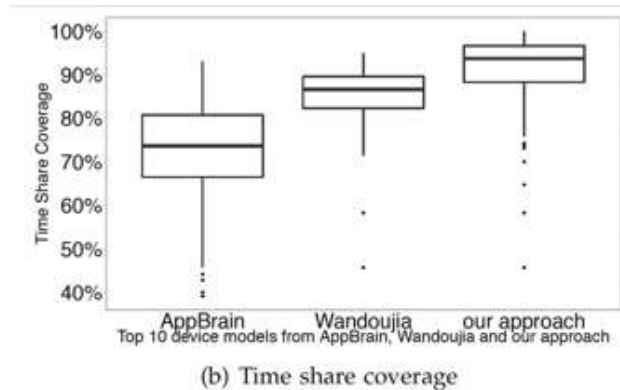 100%
90%
80%
70%
60%
50%
40%
Time Share Coverage
AppBrain Wandoujia our approach
Top 10 device models from AppBrain, Wandoujia and our approach
(b) Time share coverage